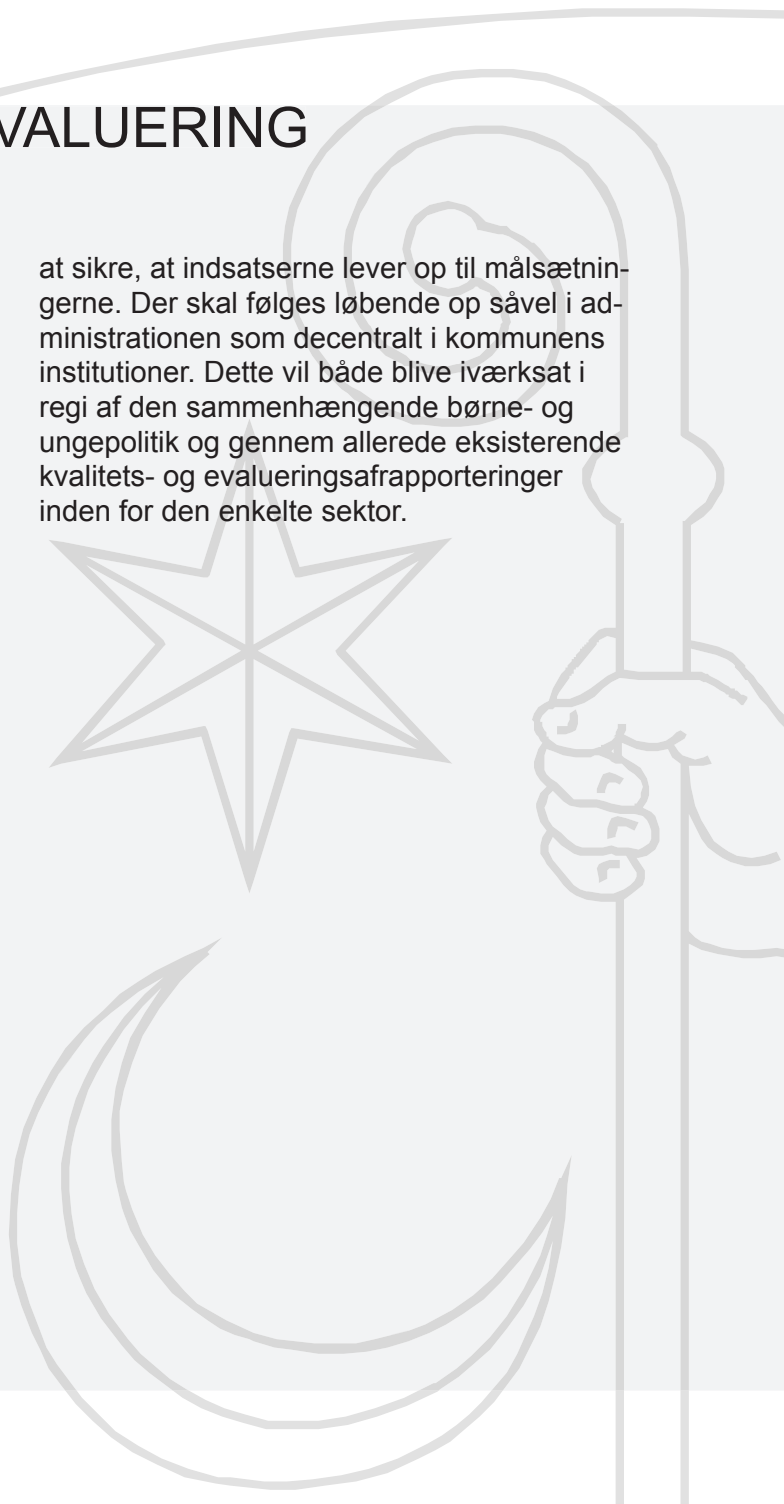 VALUERING
at sikre, at indsatserne lever op til målsætnin-
gerne. Der skal følges løbende op såvel i ad-
ministrationen som decentralt i kommunens
institutioner. Dette vil både blive iværksat i
regi af den sammenhængende børne- og
ungepolitik og gennem allerede eksisterende
kvalitets- og evalueringsafrapporteringer
inden for den enkelte sektor.